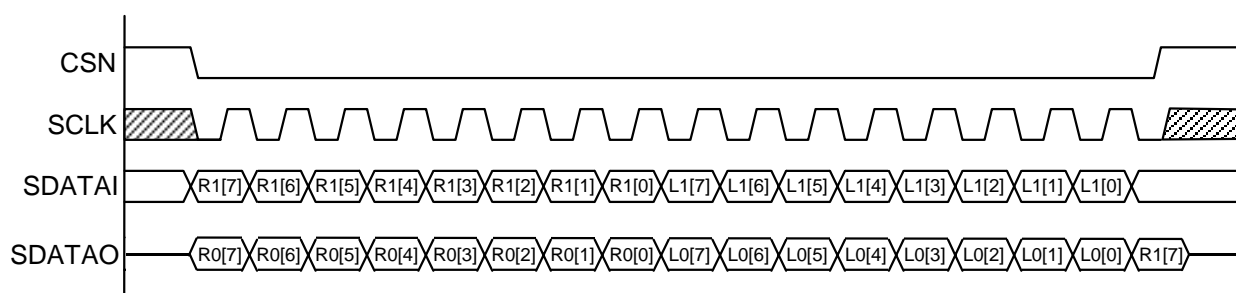 CSN
SCLK
SDATAI R1[7] R1[6] R1[5] R1[4] R1[3] R1[2] R1[1] R1[0] L1[7] L1[6] L1[5] L1[4] L1[3] L1[2] L1[1] L1[0]
SDATAO R0[7] R0[6] R0[5] R0[4] R0[3] R0[2] R0[1] R0[0] L0[7] L0[6] L0[5] L0[4] L0[3] L0[2] L0[1] L0[0] R1[7]